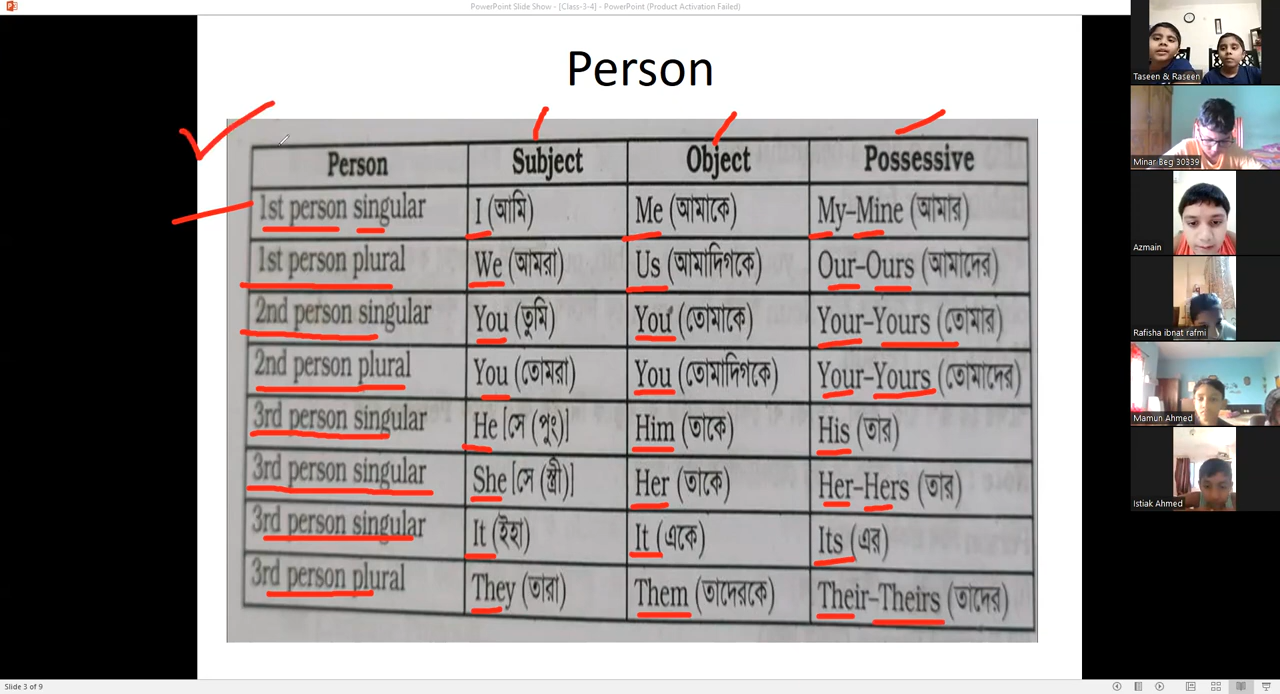 PowerPoint Slide Show - [Class-3-4] - PowerPoint (Product Activation Failed)
Person
Person Subject Object Possessive
1st person singular I (আমি) Me (আমাকে) My–Mine (আমার)
1st person plural We (আমরা) Us (আমাদিগকে) Our–Ours (আমাদের)
2nd person singular You (তুমি) You (তোমাকে) Your–Yours (তোমার)
2nd person plural You (তোমরা) You (তোমাদিগকে) Your–Yours (তোমাদের)
3rd person singular He [সে (পুং)] Him (তাকে) His (তার)
3rd person singular She [সে (স্ত্রী)] Her (তাকে) Her–Hers (তার)
3rd person singular It (ইহা) It (একে) Its (এর)
3rd person plural They (তারা) Them (তাদেরকে) Their–Theirs (তাদের)
Taseen & Raseen
Minar Beg 30339
Azmain
Rafisha ibnat rafmi
Mamun Ahmed
Istiak Ahmed
Slide 3 of 9